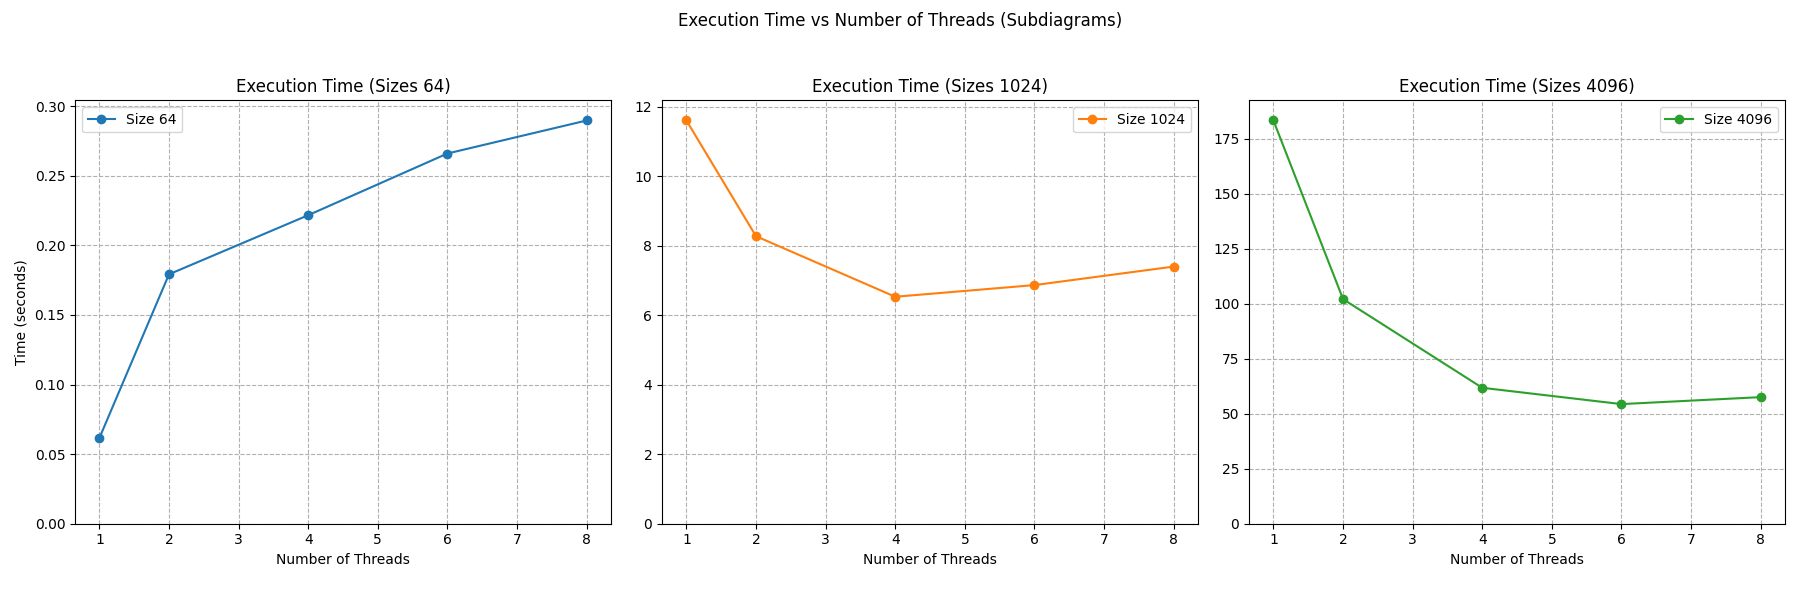 Execution Time vs Number of Threads (Subdiagrams)
Execution Time (Sizes 64)
0.30
0.25
0.20
0.15
0.10
0.05
0.00
Time (seconds)
Size 64
1 2 3 4 5 6 7 8
Number of Threads
Execution Time (Sizes 1024)
12
10
8
6
4
2
0
Size 1024
1 2 3 4 5 6 7 8
Number of Threads
Execution Time (Sizes 4096)
175
150
125
100
75
50
25
0
Size 4096
1 2 3 4 5 6 7 8
Number of Threads